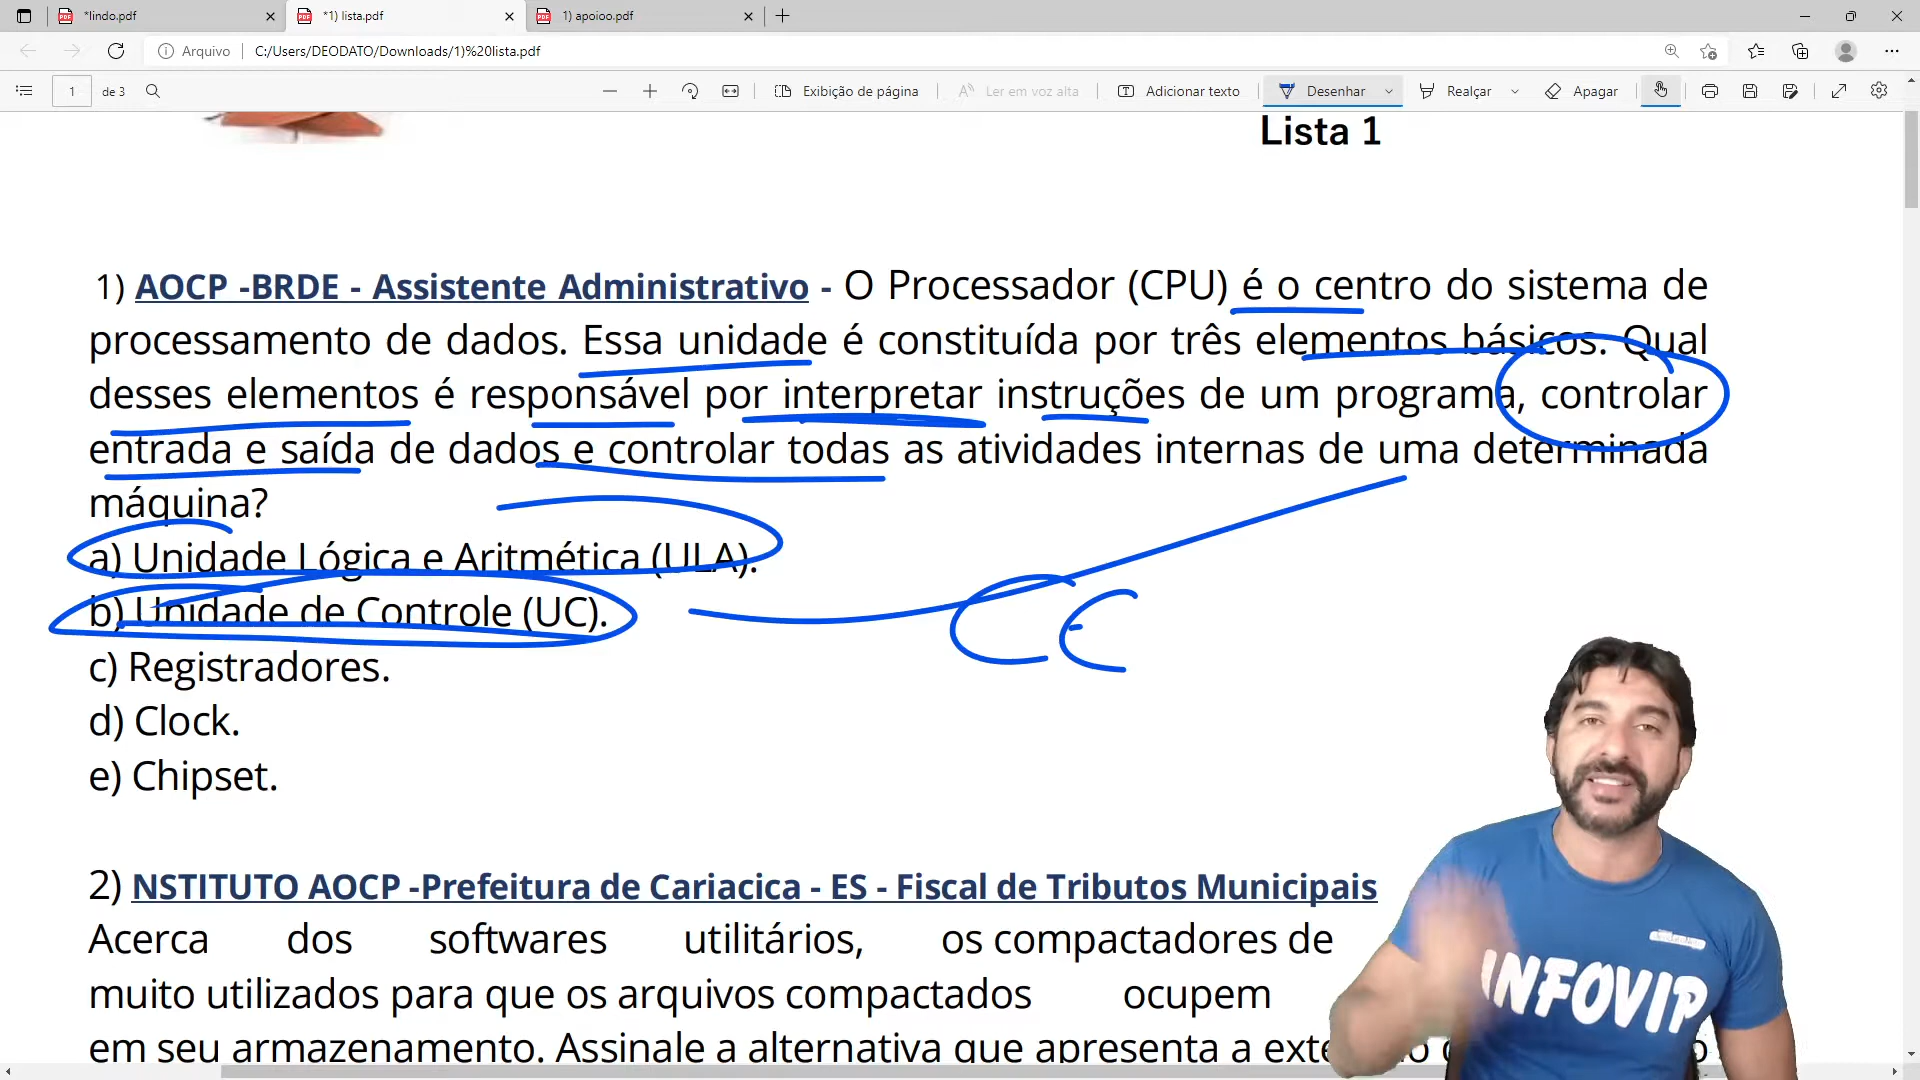 *lindo.pdf
*1) lista.pdf
1) apoioo.pdf
Arquivo
C:/Users/DEODATO/Downloads/1)%20lista.pdf
1 de 3
Exibição de página
Ler em voz alta
Adicionar texto
Desenhar
Realçar
Apagar
Lista 1
1) AOCP -BRDE - Assistente Administrativo - O Processador (CPU) é o centro do sistema de
processamento de dados. Essa unidade é constituída por três elementos básicos. Qual
desses elementos é responsável por interpretar instruções de um programa, controlar
entrada e saída de dados e controlar todas as atividades internas de uma determinada
máquina?
a) Unidade Lógica e Aritmética (ULA).
b) Unidade de Controle (UC).
c) Registradores.
d) Clock.
e) Chipset.
2) NSTITUTO AOCP -Prefeitura de Cariacica - ES - Fiscal de Tributos Municipais
Acerca dos softwares utilitários, os compactadores de
muito utilizados para que os arquivos compactados ocupem
em seu armazenamento. Assinale a alternativa que apresenta a
INFOVIP